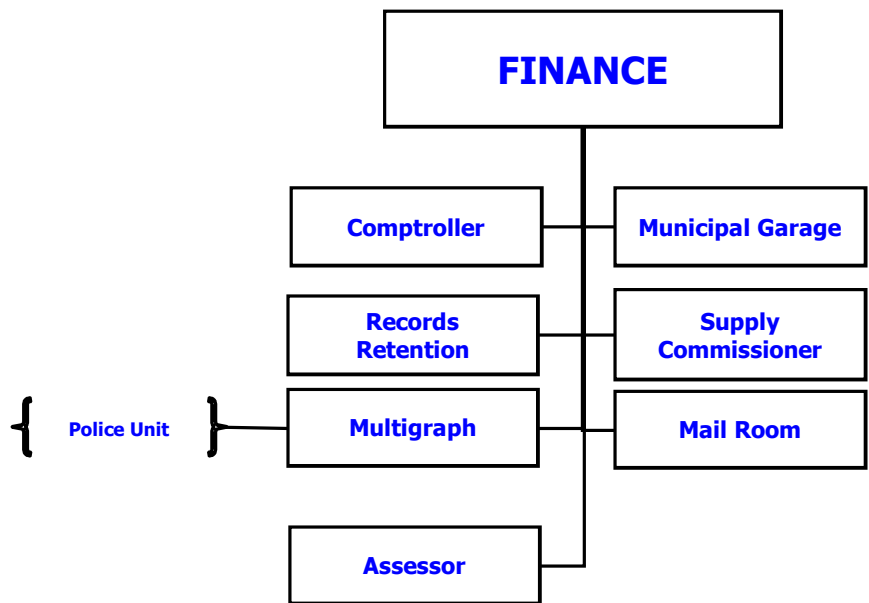 FINANCE
Comptroller
Municipal Garage
Records
Retention
Supply
Commissioner
Police Unit
Multigraph
Mail Room
Assessor